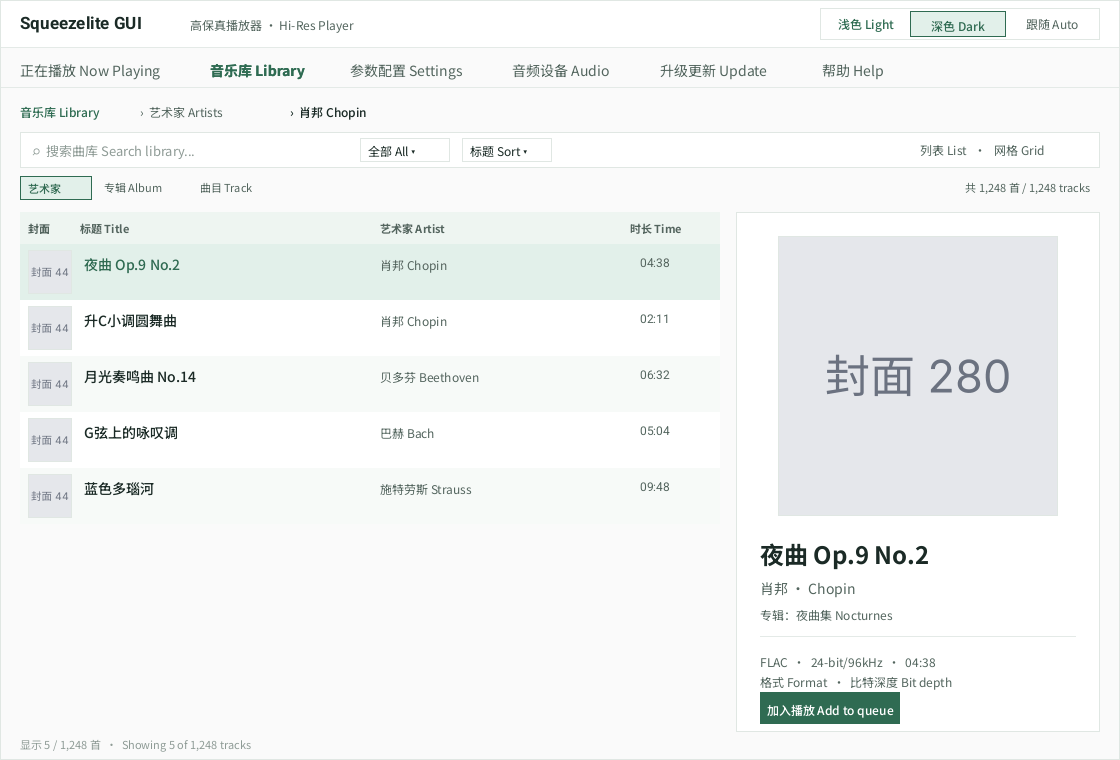 Squeezelite GUI 高保真播放器 · Hi-Res Player 浅色 Light 深色 Dark 跟随 Auto
正在播放 Now Playing 音乐库 Library 参数配置 Settings 音频设备 Audio 升级更新 Update 帮助 Help
音乐库 Library › 艺术家 Artists › 肖邦 Chopin
⌕ 搜索曲库 Search library... 全部 All ▾ 标题 Sort ▾ 列表 List · 网格 Grid
艺术家 专辑 Album 曲目 Track 共 1,248 首 / 1,248 tracks
封面 标题 Title 艺术家 Artist 时长 Time
封面 44 夜曲 Op.9 No.2 肖邦 Chopin 04:38
封面 44 升C小调圆舞曲 肖邦 Chopin 02:11
封面 44 月光奏鸣曲 No.14 贝多芬 Beethoven 06:32
封面 44 G弦上的咏叹调 巴赫 Bach 05:04
封面 44 蓝色多瑙河 施特劳斯 Strauss 09:48
封面 280
夜曲 Op.9 No.2
肖邦 · Chopin
专辑：夜曲集 Nocturnes
FLAC · 24-bit/96kHz · 04:38
格式 Format · 比特深度 Bit depth
加入播放 Add to queue
显示 5 / 1,248 首 · Showing 5 of 1,248 tracks